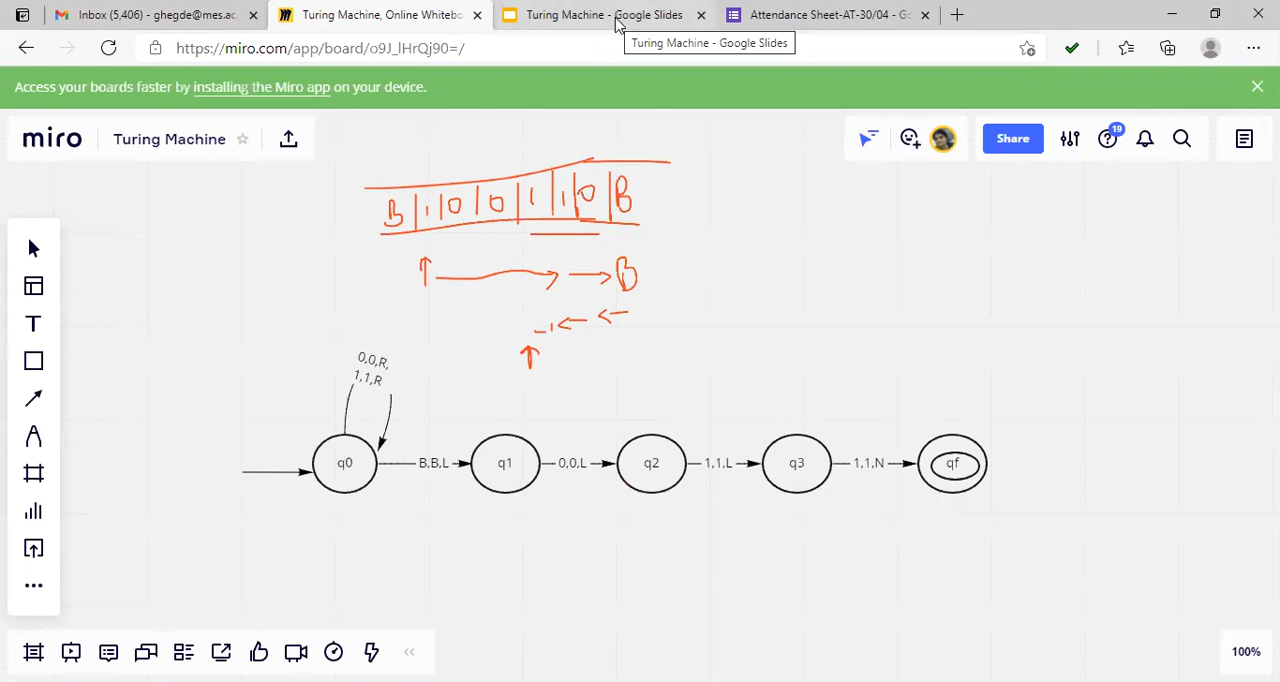 Inbox (5,406) - ghegde@mes.ac.
Turing Machine, Online Whitebo
Turing Machine - Google Slides
Attendance Sheet-AT-30/04 - Go
https://miro.com/app/board/o9J_lHrQj90=/
Turing Machine - Google Slides
Access your boards faster by installing the Miro app on your device.
miro
Turing Machine
Share
19
B 1 0 0 1 1 0 B
B
T
0,0,R,
1,1,R
q0
B,B,L
q1
0,0,L
q2
1,1,L
q3
1,1,N
qf
100%